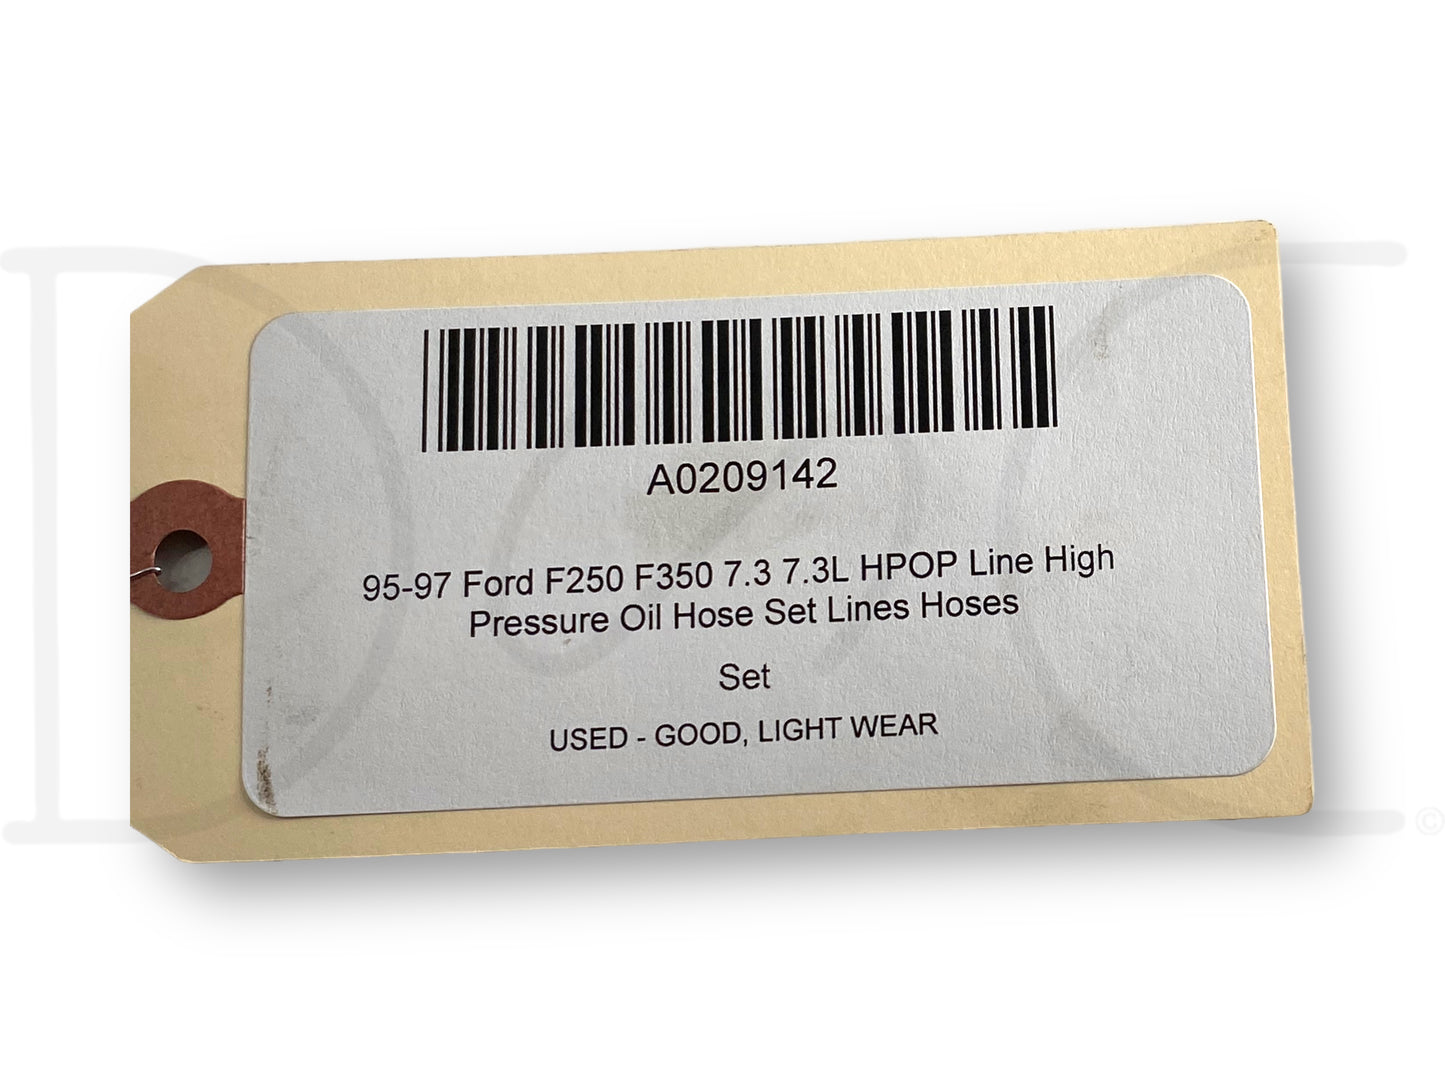 A0209142
95-97 Ford F250 F350 7.3 7.3L HPOP Line High
Pressure Oil Hose Set Lines Hoses
Set
USED - GOOD, LIGHT WEAR
©